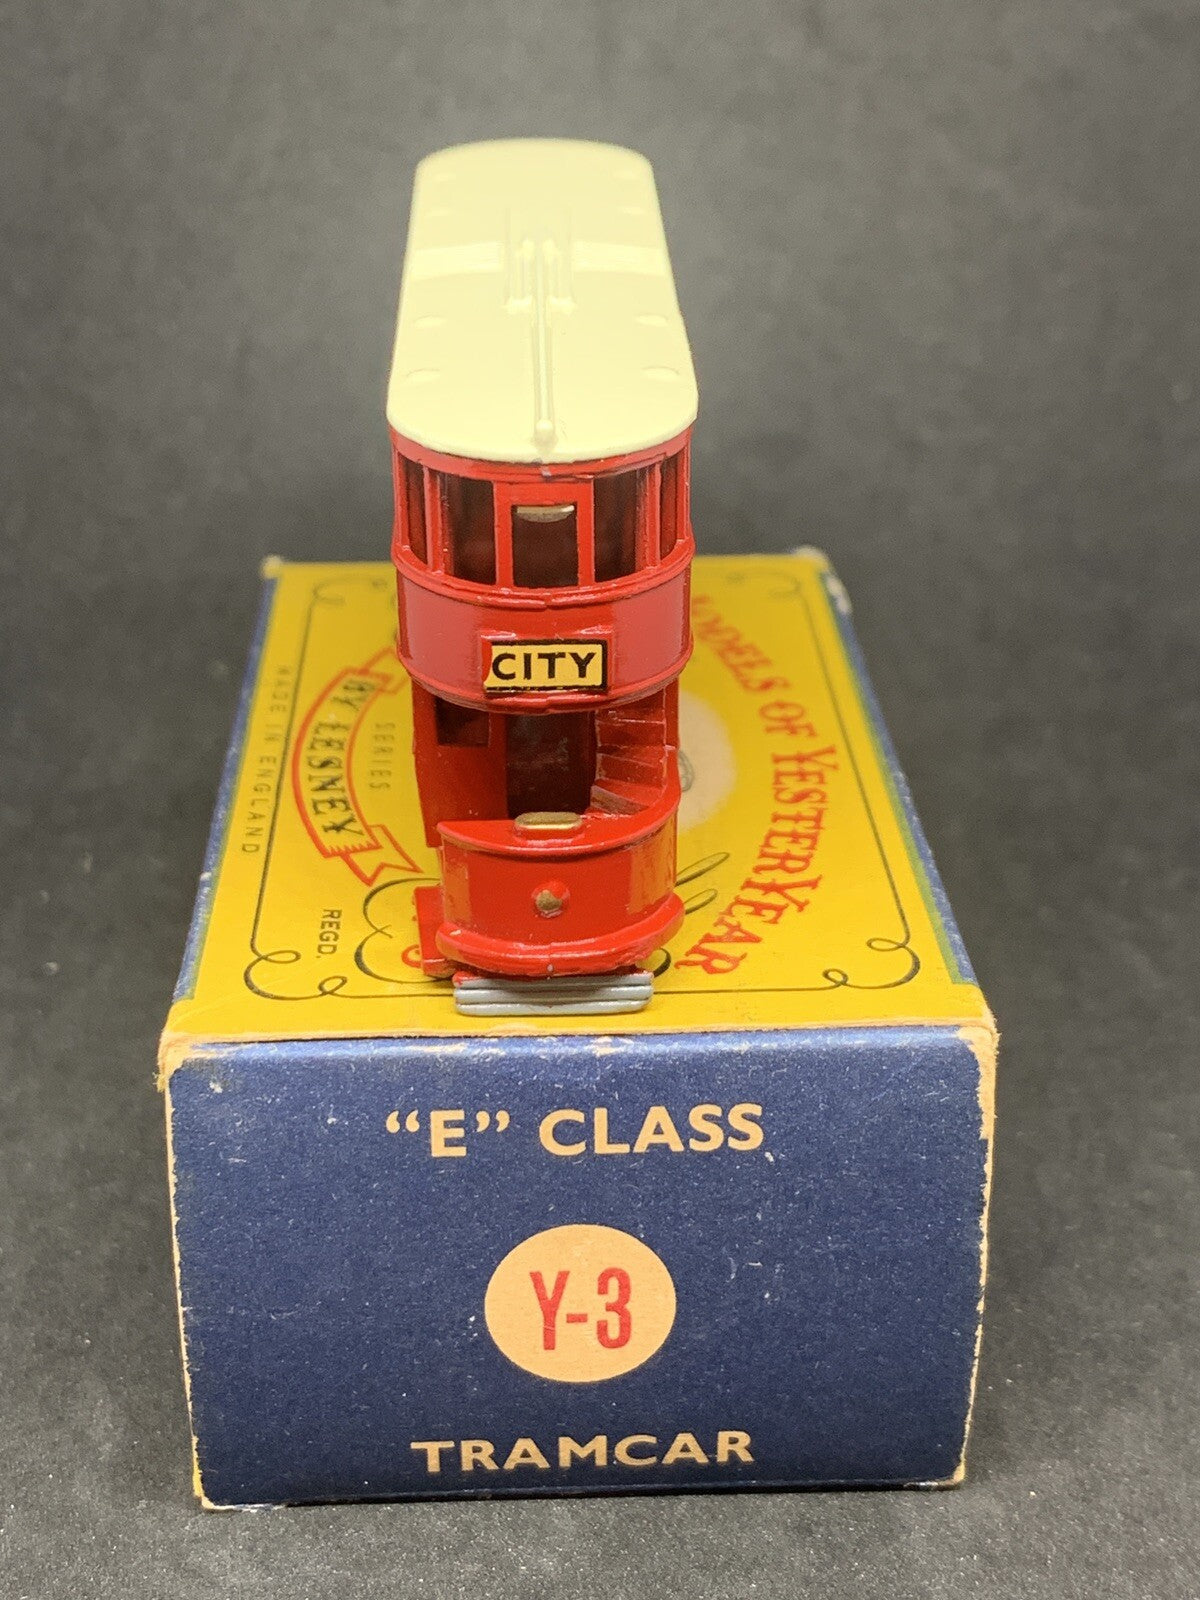 CITY
MODELS OF YESTERYEAR
SERIES
BY LESNEY
MADE IN ENGLAND
REGD.
"E" CLASS
Y-3
TRAMCAR